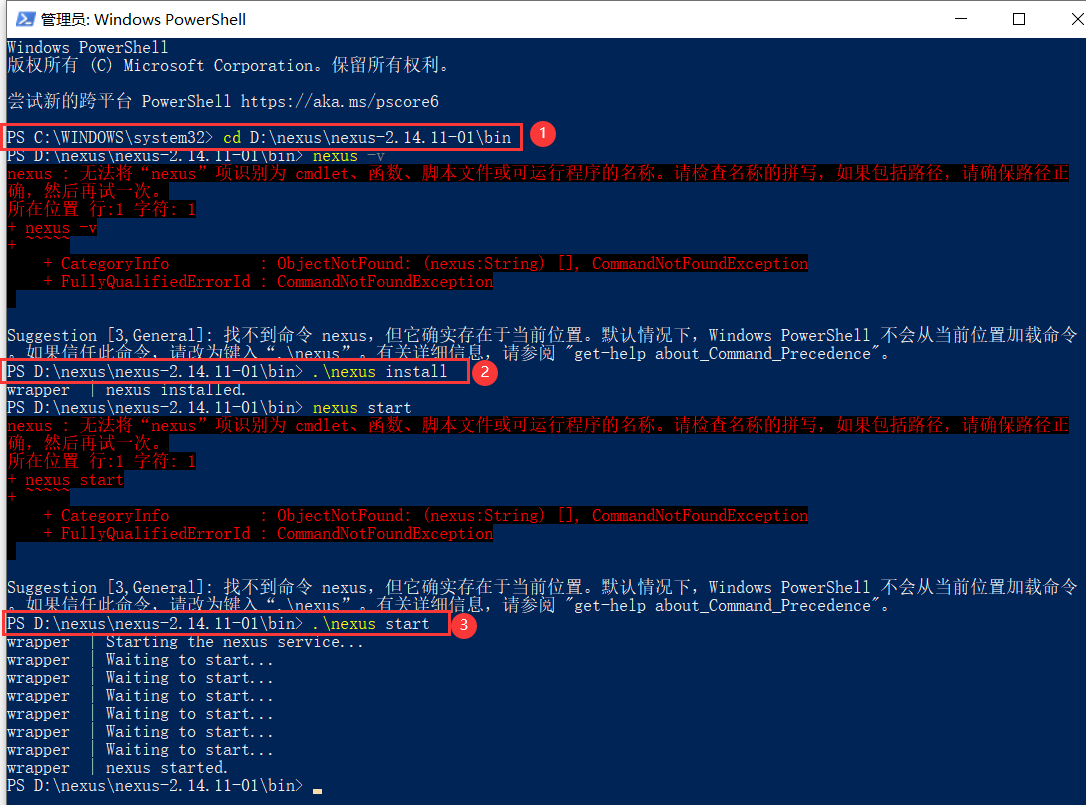 管理员: Windows PowerShell
Windows PowerShell
版权所有 (C) Microsoft Corporation。保留所有权利。
尝试新的跨平台 PowerShell https://aka.ms/pscore6
PS C:\WINDOWS\system32> cd D:\nexus\nexus-2.14.11-01\bin
1
PS D:\nexus\nexus-2.14.11-01\bin> nexus -v
nexus : 无法将“nexus”项识别为 cmdlet、函数、脚本文件或可运行程序的名称。请检查名称的拼写，如果包括路径，请确保路径正
确，然后再试一次。
所在位置 行:1 字符: 1
+ nexus -v
+ ~~~~~
+ CategoryInfo          : ObjectNotFound: (nexus:String) [], CommandNotFoundException
+ FullyQualifiedErrorId : CommandNotFoundException
Suggestion [3,General]: 找不到命令 nexus，但它确实存在于当前位置。默认情况下，Windows PowerShell 不会从当前位置加载命令
。如果信任此命令，请改为键入“.\nexus”。有关详细信息，请参阅 "get-help about_Command_Precedence"。
PS D:\nexus\nexus-2.14.11-01\bin> .\nexus install
2
wrapper  | nexus installed.
PS D:\nexus\nexus-2.14.11-01\bin> nexus start
nexus : 无法将“nexus”项识别为 cmdlet、函数、脚本文件或可运行程序的名称。请检查名称的拼写，如果包括路径，请确保路径正
确，然后再试一次。
所在位置 行:1 字符: 1
+ nexus start
+ ~~~~~
+ CategoryInfo          : ObjectNotFound: (nexus:String) [], CommandNotFoundException
+ FullyQualifiedErrorId : CommandNotFoundException
Suggestion [3,General]: 找不到命令 nexus，但它确实存在于当前位置。默认情况下，Windows PowerShell 不会从当前位置加载命令
。如果信任此命令，请改为键入“.\nexus”。有关详细信息，请参阅 "get-help about_Command_Precedence"。
PS D:\nexus\nexus-2.14.11-01\bin> .\nexus start
3
wrapper  | Starting the nexus service...
wrapper  | Waiting to start...
wrapper  | Waiting to start...
wrapper  | Waiting to start...
wrapper  | Waiting to start...
wrapper  | Waiting to start...
wrapper  | Waiting to start...
wrapper  | nexus started.
PS D:\nexus\nexus-2.14.11-01\bin>